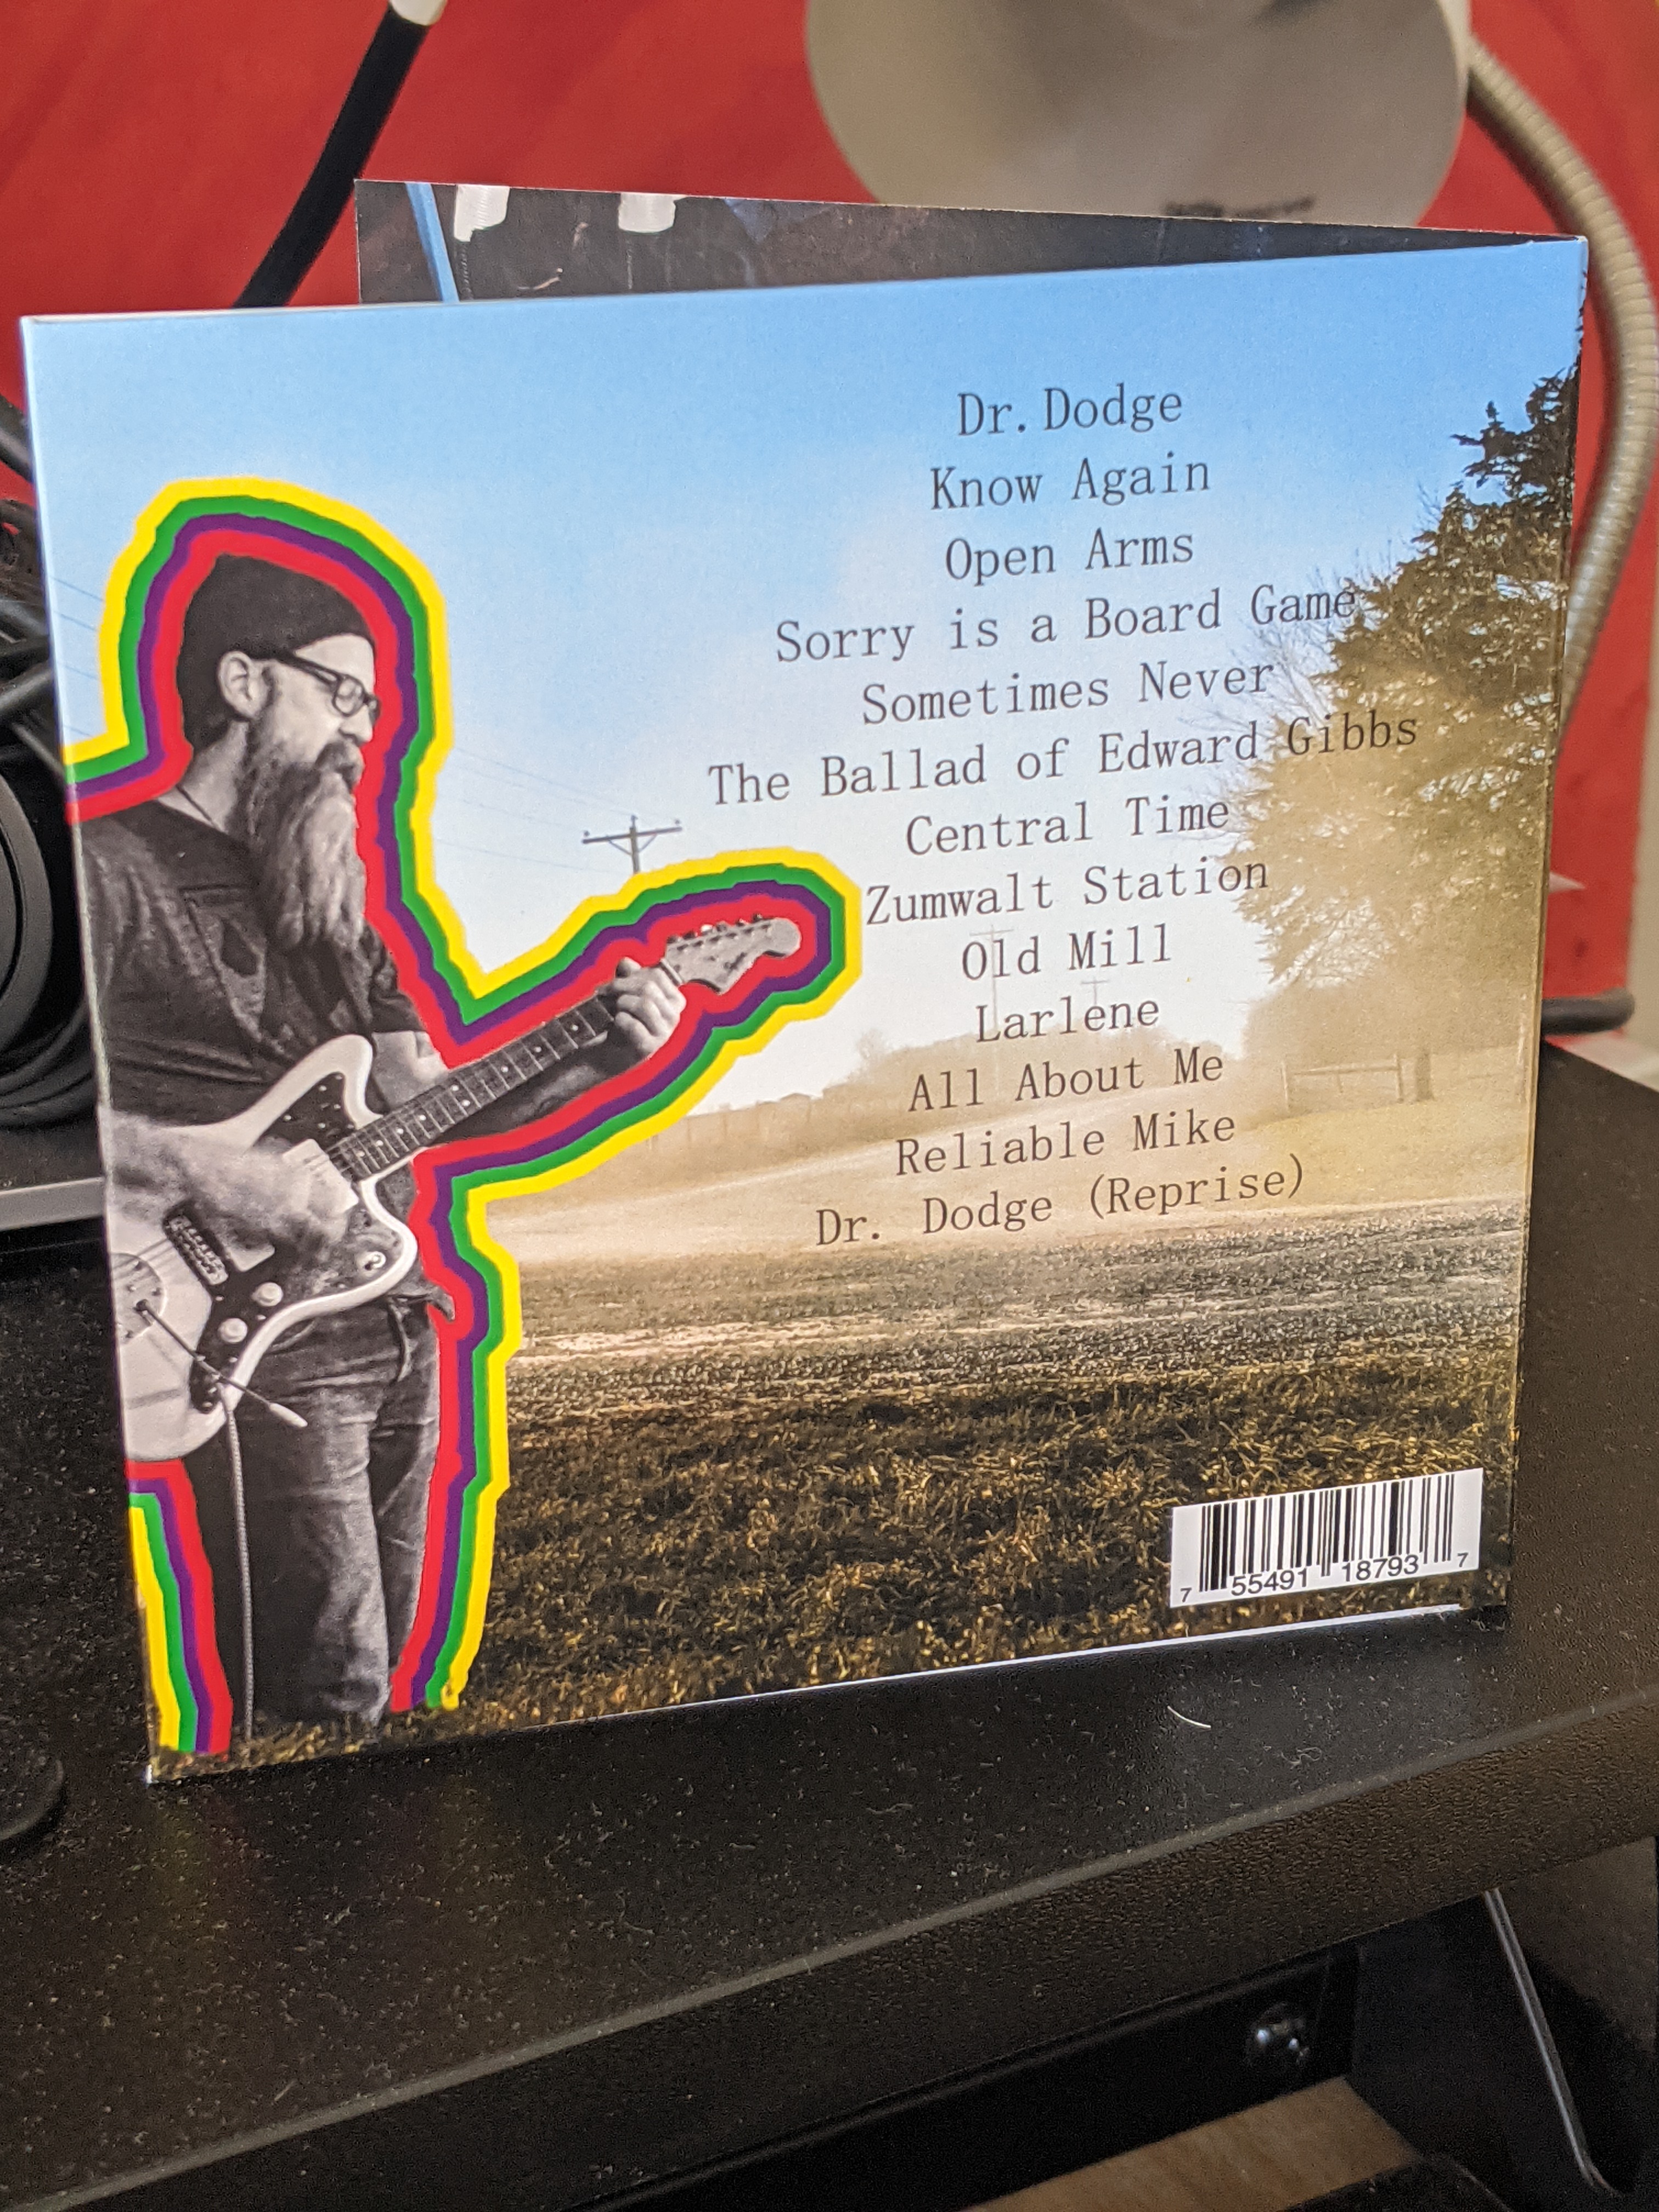 Dr. Dodge
Know Again
Open Arms
Sorry is a Board Game
Sometimes Never
The Ballad of Edward Gibbs
Central Time
Zumwalt Station
Old Mill
Larlene
All About Me
Reliable Mike
Dr. Dodge (Reprise)
7 55491 18793 7